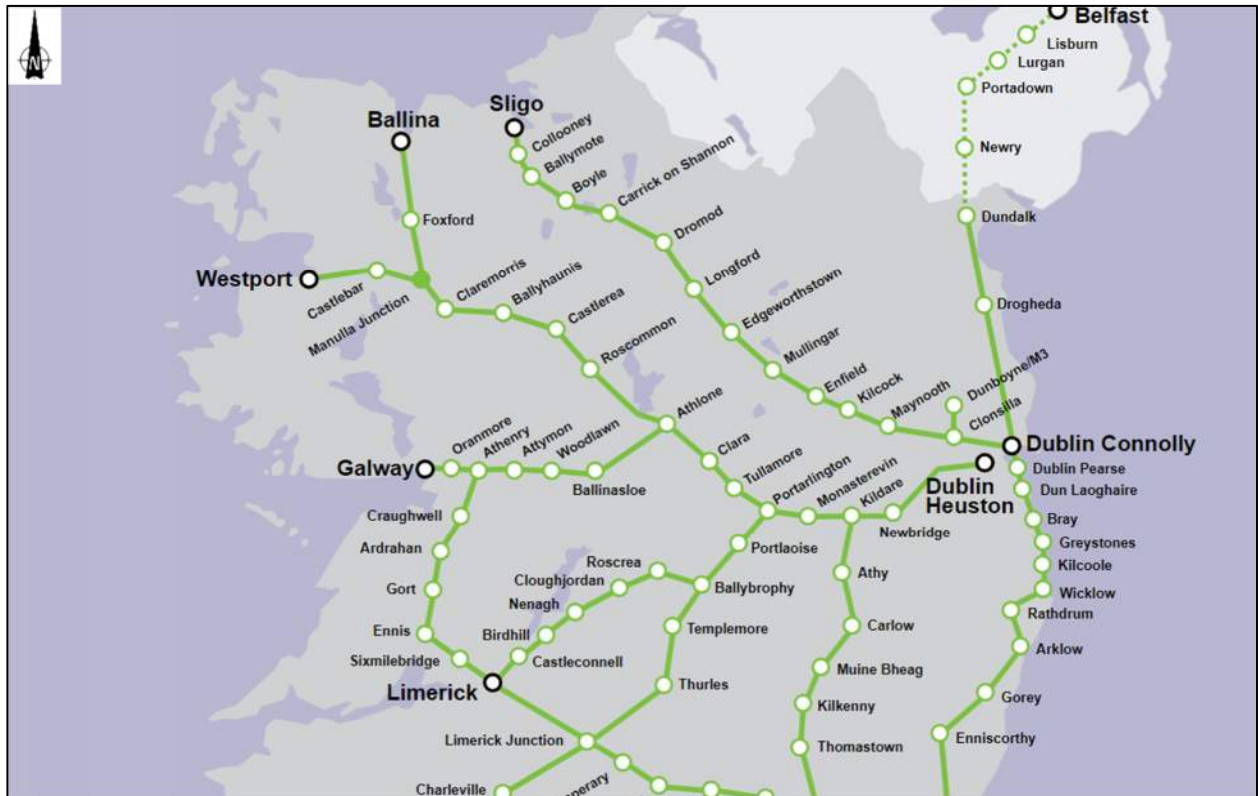 N
Belfast
Lisburn
Lurgan
Portadown
Newry
Dundalk
Drogheda
Sligo
Collooney
Ballymote
Boyle
Carrick on Shannon
Dromod
Longford
Edgeworthstown
Mullingar
Enfield
Kilcock
Maynooth
Dunboyne/M3
Clonsilla
Dublin Connolly
Ballina
Foxford
Westport
Castlebar
Manulla Junction
Claremorris
Ballyhaunis
Castlerea
Roscommon
Athlone
Clara
Tullamore
Portarlington
Monasterevin
Kildare
Newbridge
Dublin
Heuston
Galway
Oranmore
Athenry
Attymon
Woodlawn
Ballinasloe
Craughwell
Ardrahan
Gort
Ennis
Sixmilebridge
Limerick
Castleconnell
Birdhill
Nenagh
Cloughjordan
Roscrea
Ballybrophy
Portlaoise
Templemore
Thurles
Limerick Junction
Charleville
Athy
Carlow
Muine Bheag
Kilkenny
Thomastown
Dublin Pearse
Dun Laoghaire
Bray
Greystones
Kilcoole
Wicklow
Rathdrum
Arklow
Gorey
Enniscorthy